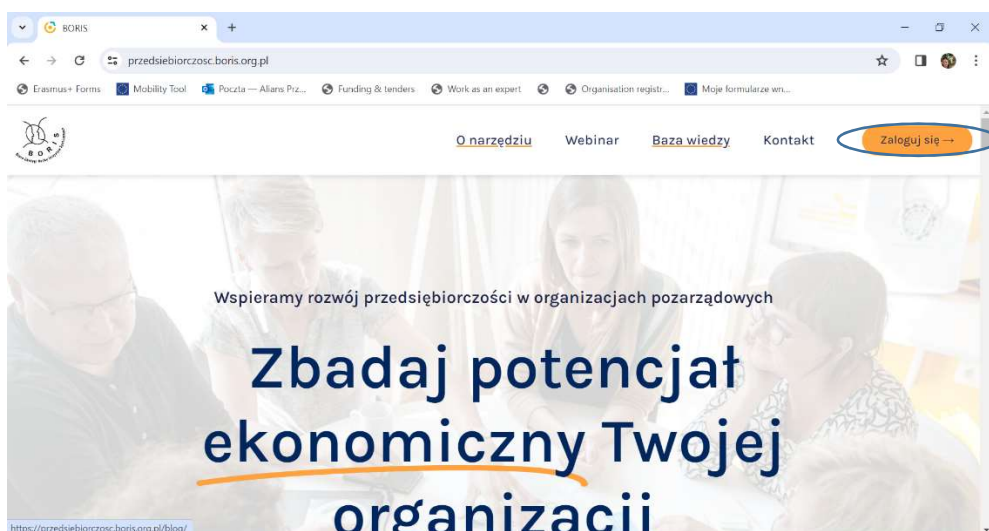 BORIS
przedsiebiorczosc.boris.org.pl
Erasmus+ Forms Mobility Tool Poczta — Alians Prz... Funding & tenders Work as an expert Organisation registr... Moje formularze wn...
BORIS
O narzędziu Webinar Baza wiedzy Kontakt Zaloguj się →
Wspieramy rozwój przedsiębiorczości w organizacjach pozarządowych
Zbadaj potencjał
ekonomiczny Twojej
organizacji
https://przedsiebiorczosc.boris.org.pl/blog/